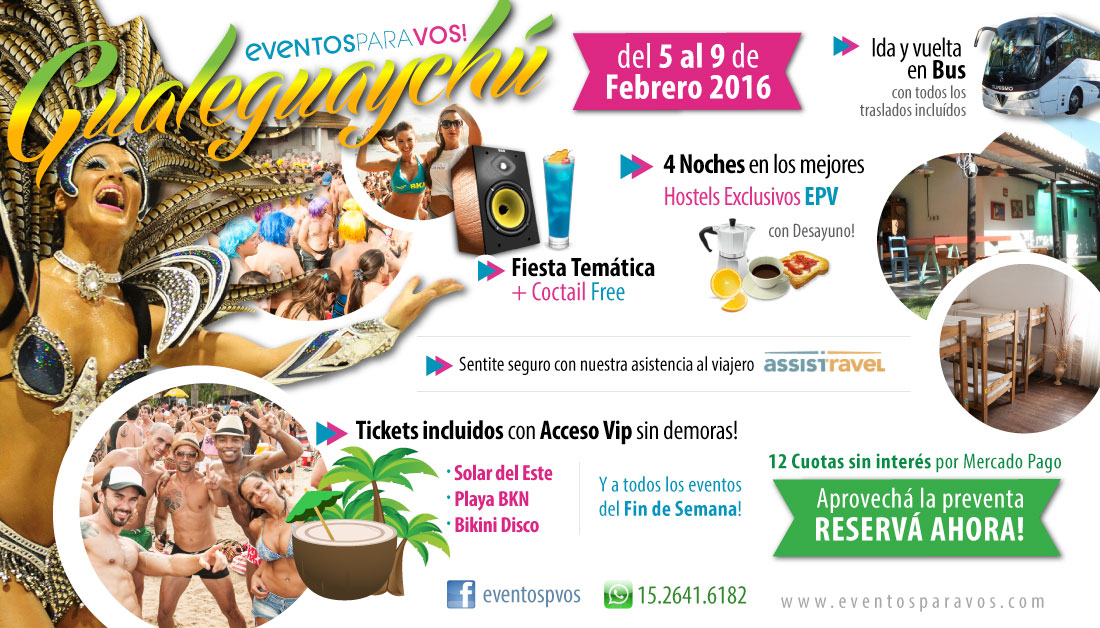 eVENTOSPARAVOS!
Gualeguaychú
del 5 al 9 de
Febrero 2016
Ida y vuelta
en Bus
con todos los
traslados incluídos
4 Noches en los mejores
Hostels Exclusivos EPV
con Desayuno!
Fiesta Temática
+ Coctail Free
Sentite seguro con nuestra asistencia al viajero ASSISTRAVEL
Tickets incluidos con Acceso Vip sin demoras!
· Solar del Este
· Playa BKN
· Bikini Disco
Y a todos los eventos
del Fin de Semana!
12 Cuotas sin interés por Mercado Pago
Aprovechá la preventa
RESERVÁ AHORA!
eventospvos
15.2641.6182
www.eventosparavos.com